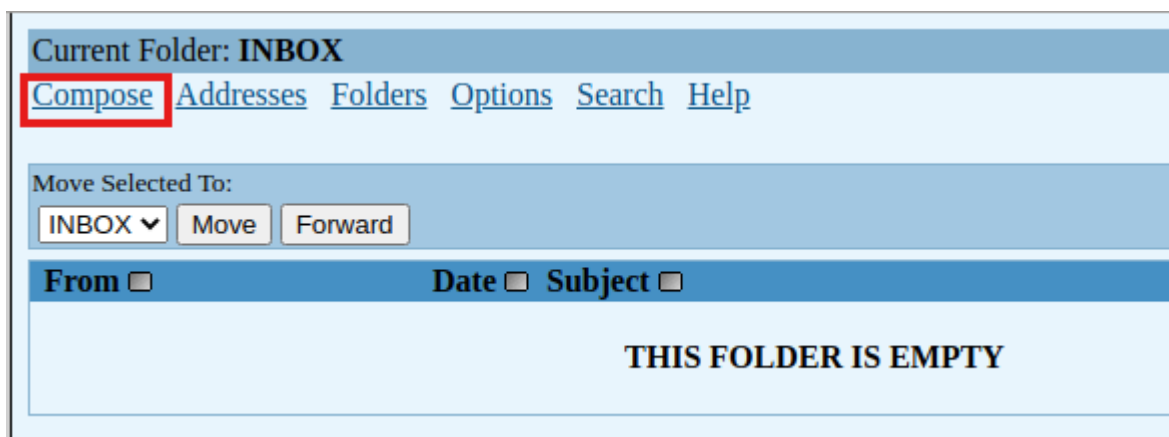 Current Folder: INBOX
Compose Addresses Folders Options Search Help
Move Selected To:
INBOX Move Forward
From Date Subject
THIS FOLDER IS EMPTY